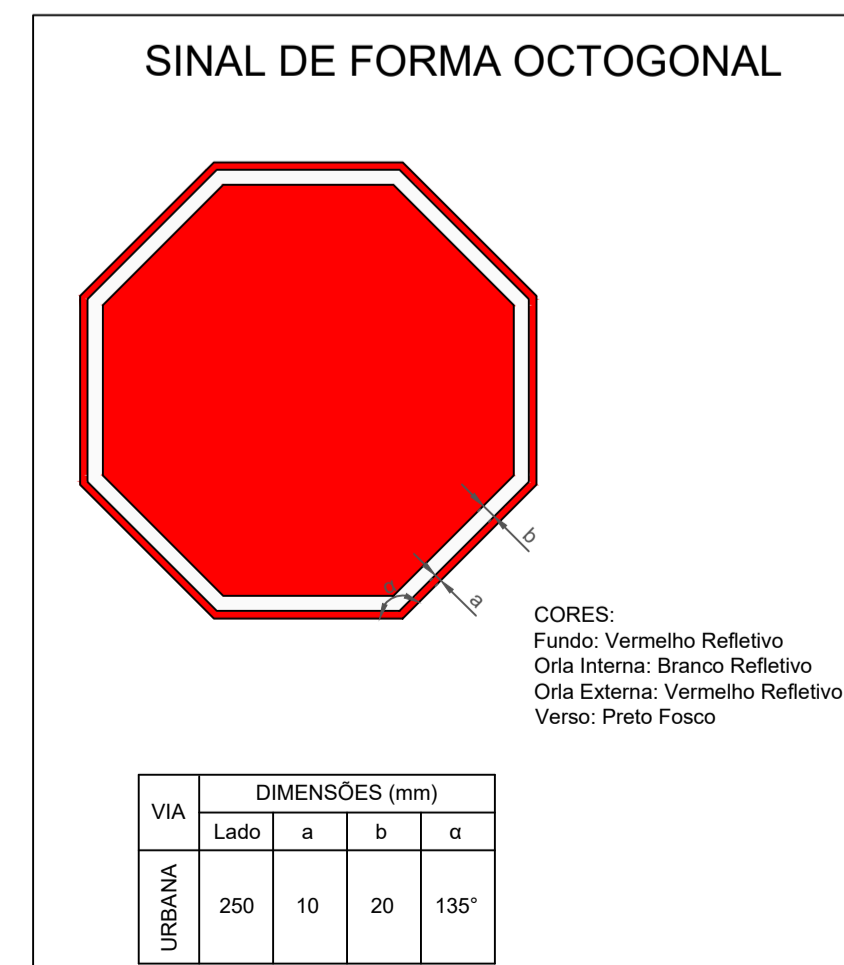 SINAL DE FORMA OCTOGONAL
b
a
α
CORES:
Fundo: Vermelho Refletivo
Orla Interna: Branco Refletivo
Orla Externa: Vermelho Refletivo
Verso: Preto Fosco
VIA DIMENSÕES (mm)
Lado a b α
URBANA 250 10 20 135°